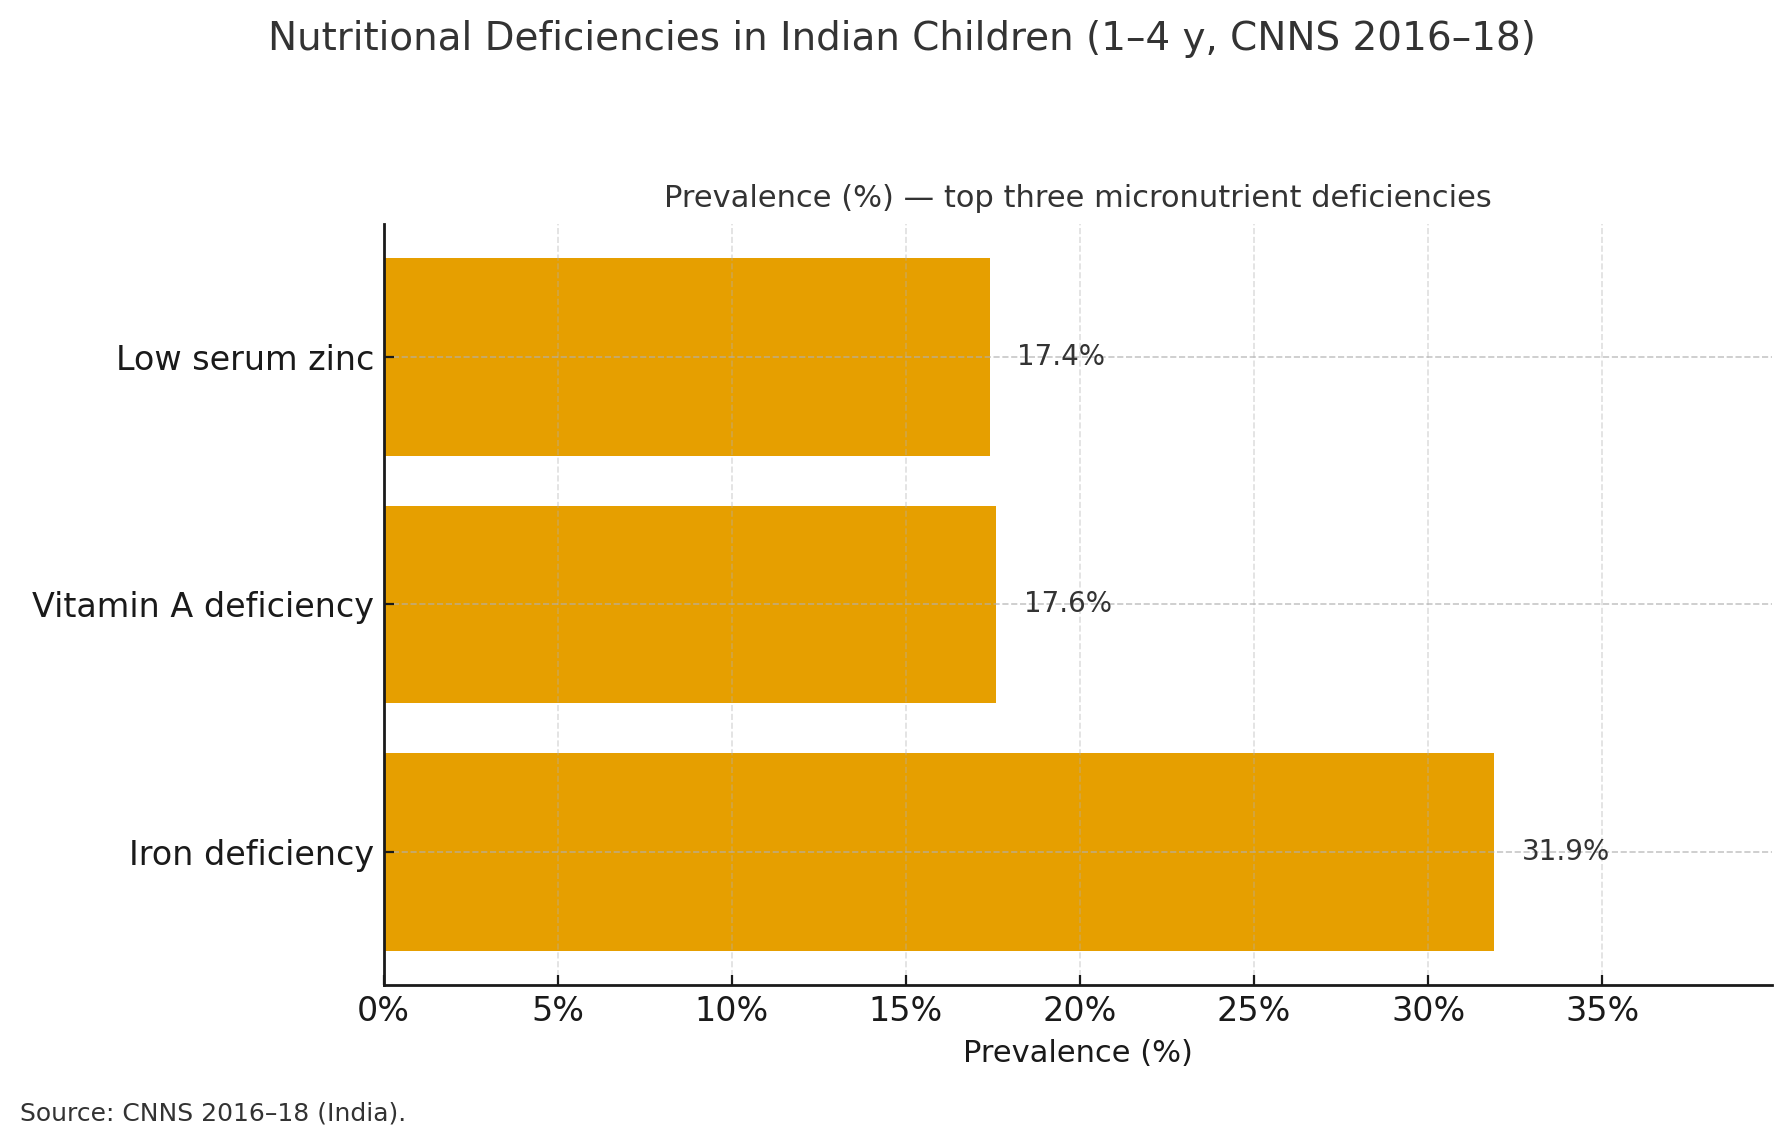 Nutritional Deficiencies in Indian Children (1–4 y, CNNS 2016–18)
Prevalence (%) — top three micronutrient deficiencies
Low serum zinc
17.4%
Vitamin A deficiency
17.6%
Iron deficiency
31.9%
0% 5% 10% 15% 20% 25% 30% 35%
Prevalence (%)
Source: CNNS 2016–18 (India).